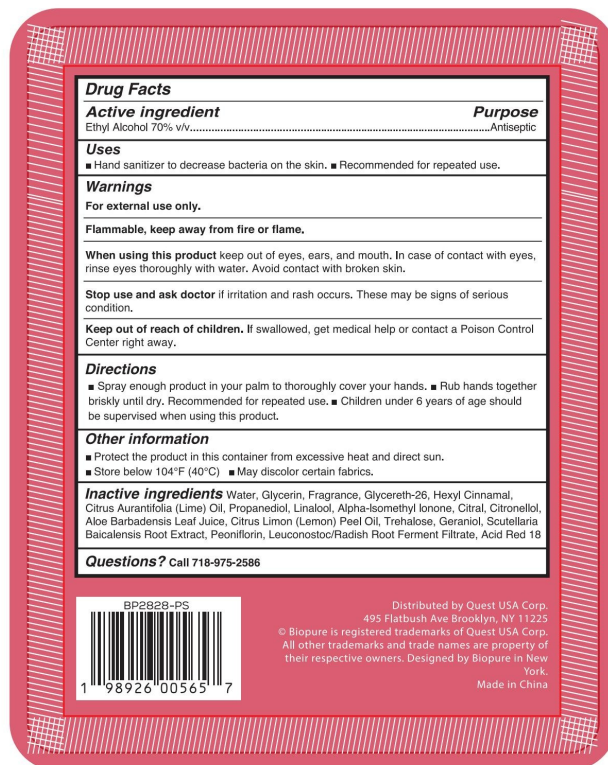 Drug Facts
Active ingredient Purpose
Ethyl Alcohol 70% v/v..........................................................................................................Antiseptic
Uses
■ Hand sanitizer to decrease bacteria on the skin. ■ Recommended for repeated use.
Warnings
For external use only.
Flammable, keep away from fire or flame.
When using this product keep out of eyes, ears, and mouth. In case of contact with eyes,
rinse eyes thoroughly with water. Avoid contact with broken skin.
Stop use and ask doctor if irritation and rash occurs. These may be signs of serious
condition.
Keep out of reach of children. If swallowed, get medical help or contact a Poison Control
Center right away.
Directions
■ Spray enough product in your palm to thoroughly cover your hands. ■ Rub hands together
briskly until dry. Recommended for repeated use. ■ Children under 6 years of age should
be supervised when using this product.
Other information
■ Protect the product in this container from excessive heat and direct sun.
■ Store below 104°F (40°C) ■ May discolor certain fabrics.
Inactive ingredients Water, Glycerin, Fragrance, Glycereth-26, Hexyl Cinnamal,
Citrus Aurantifolia (Lime) Oil, Propanediol, Linalool, Alpha-Isomethyl Ionone, Citral, Citronellol,
Aloe Barbadensis Leaf Juice, Citrus Limon (Lemon) Peel Oil, Trehalose, Geraniol, Scutellaria
Baicalensis Root Extract, Peoniflorin, Leuconostoc/Radish Root Ferment Filtrate, Acid Red 18
Questions? Call 718-975-2586
BP2828-PS
1 98926 00565 7
Distributed by Quest USA Corp.
495 Flatbush Ave Brooklyn, NY 11225
© Biopure is registered trademarks of Quest USA Corp.
All other trademarks and trade names are property of
their respective owners. Designed by Biopure in New
York.
Made in China